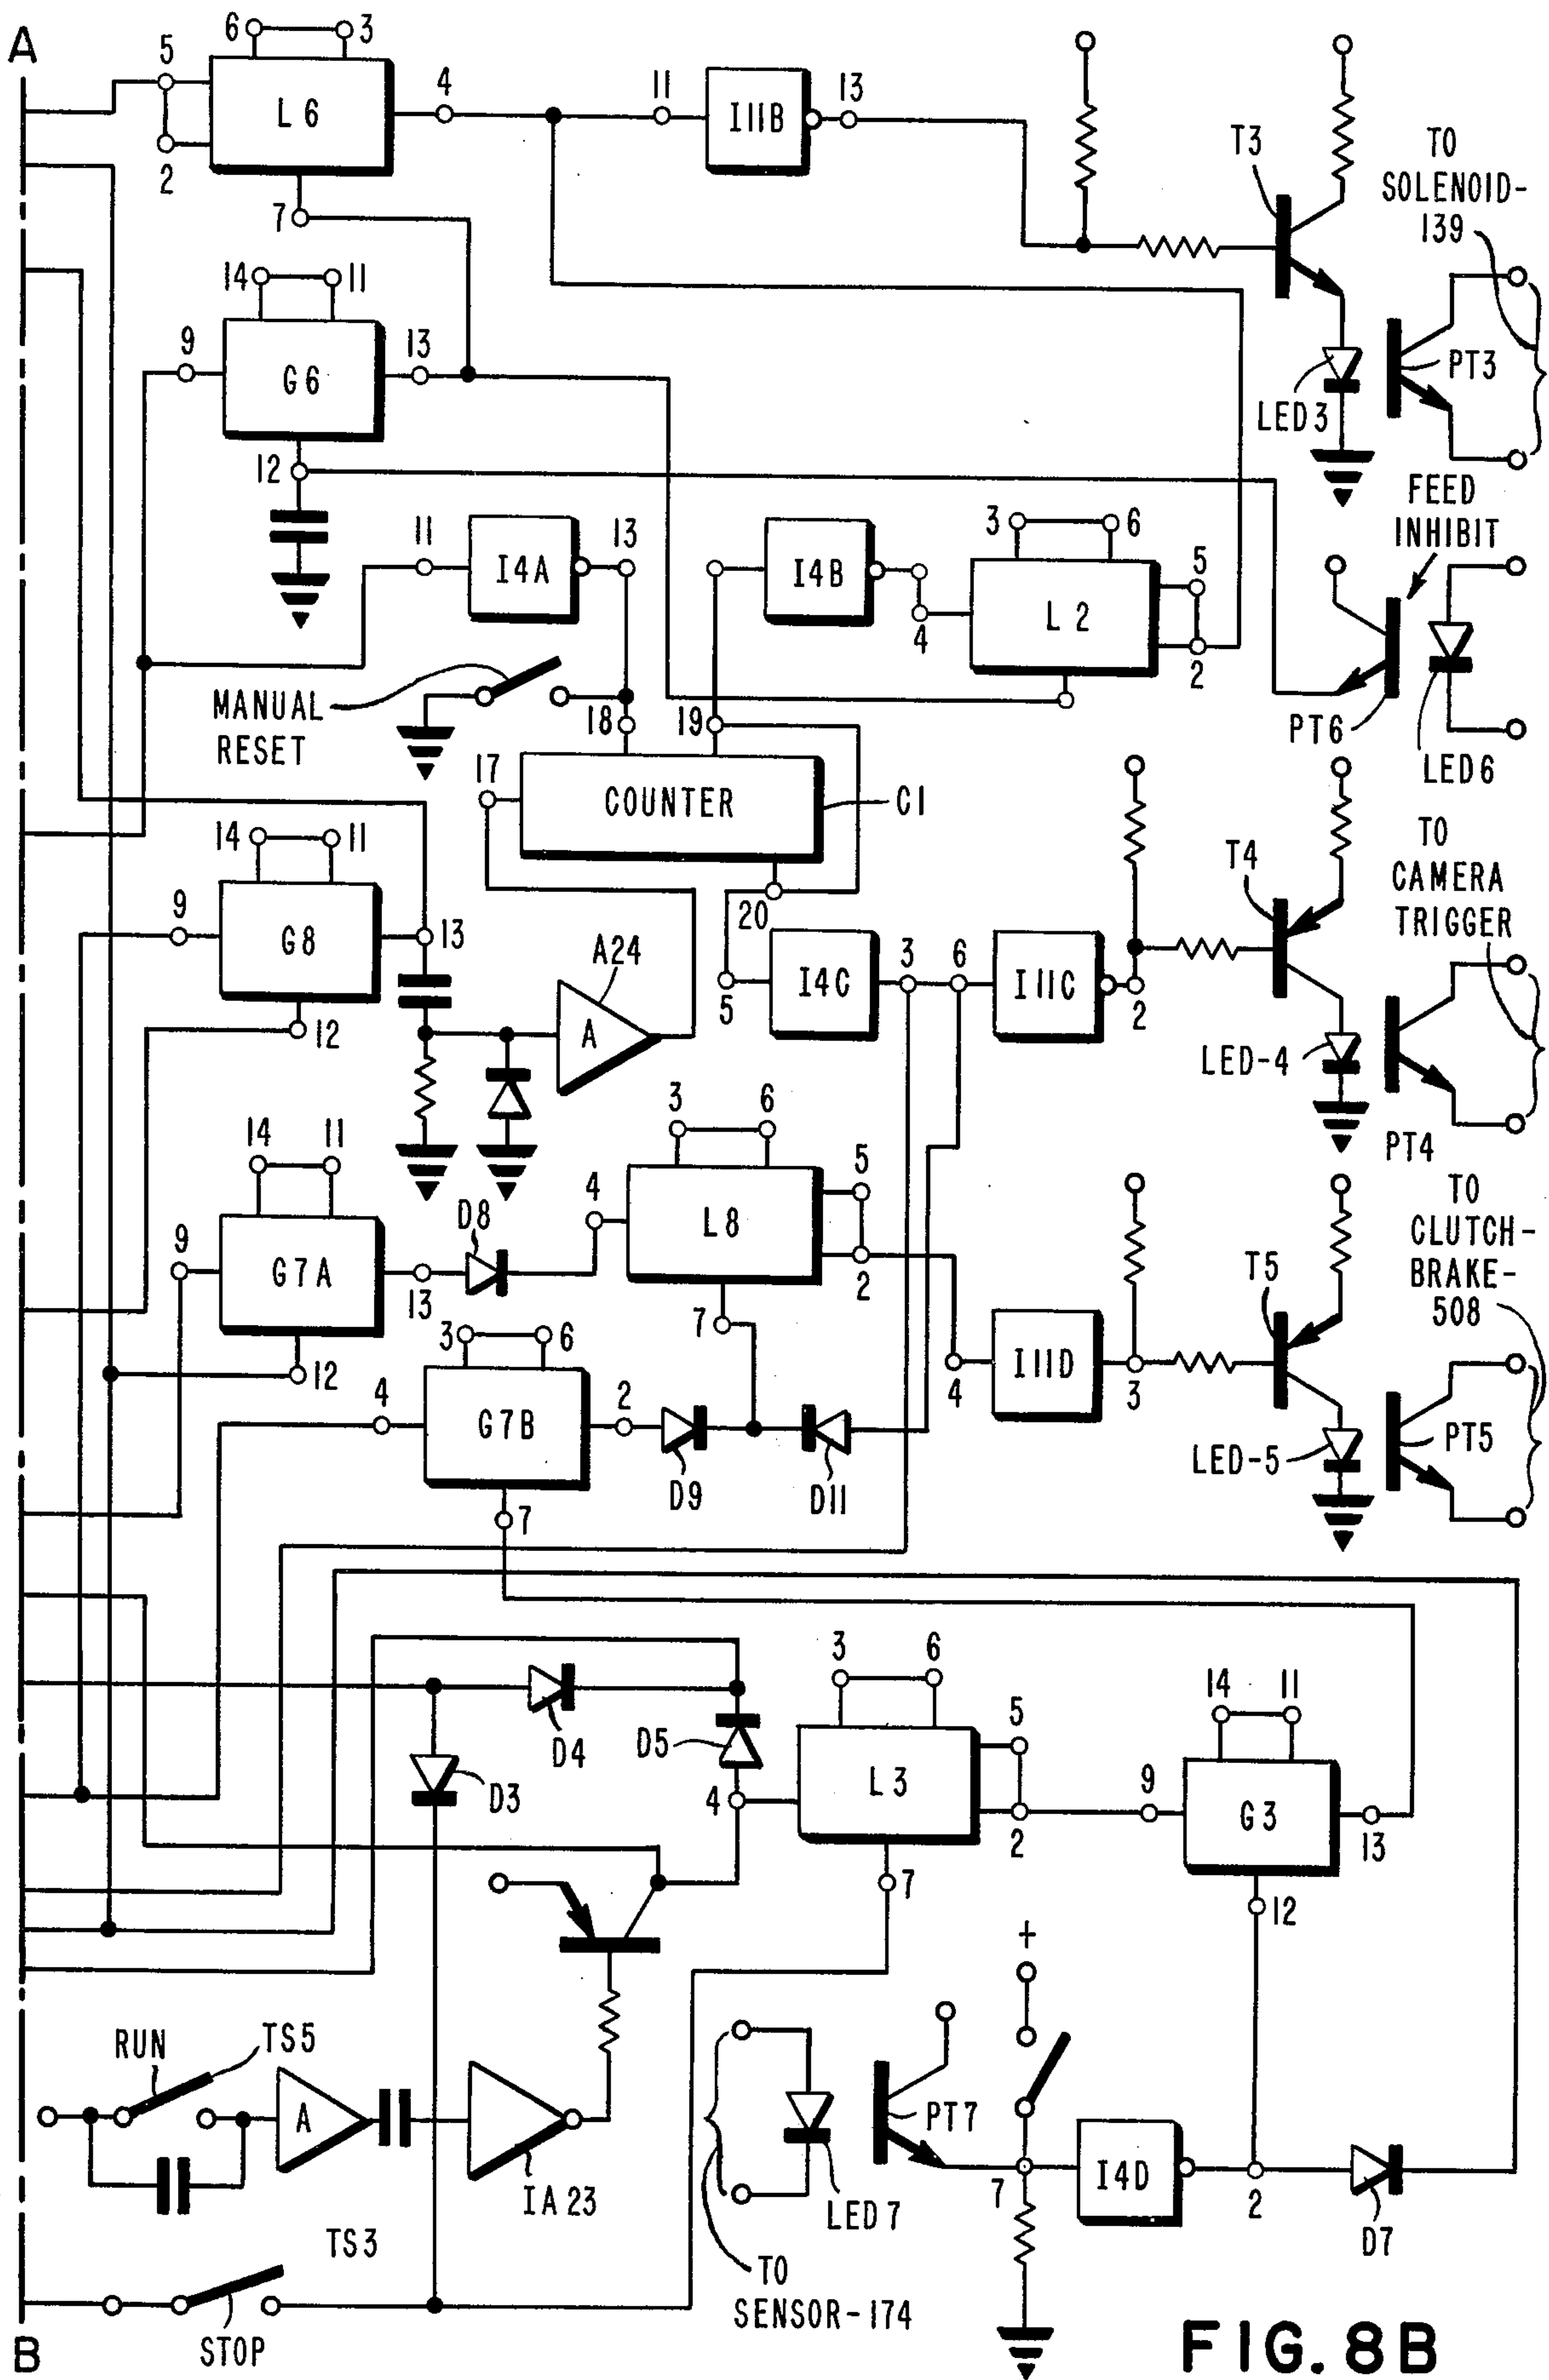 A
6 3
5
L 6
4
11
I11B
13
2
7
T3
TO
SOLENOID-
139
14 11
9
G6
13
12
LED3
PT3
FEED
INHIBIT
11
I4A
13
I4B
4
3 6
L 2
5
2
MANUAL
RESET
18
19
PT6
LED6
17
COUNTER
C1
20
14 11
9
G8
13
12
A24
A
5
I4C
3 6
I11C
2
T4
TO
CAMERA
TRIGGER
LED-4
PT4
14 11
9
G7A
13
12
D8
4
3 6
L8
5
2
7
4
I11D
3
T5
TO
CLUTCH-
BRAKE-
508
LED-5
PT5
3 6
4
G7B
2
7
D9
D11
D4
D3
D5
4
3 6
L3
5
2
7
14 11
9
G3
13
12
RUN
TS5
A
IA23
TS3
STOP
TO
SENSOR-174
LED7
PT7
+
7
I4D
2
D7
B
FIG. 8B